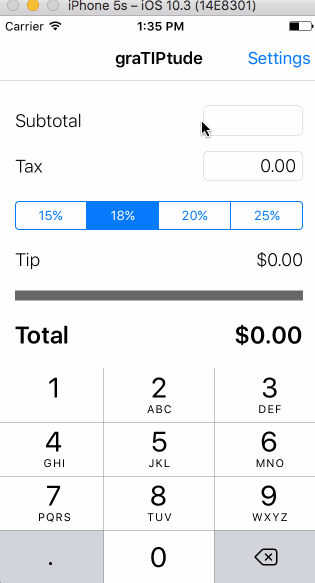 iPhone 5s – iOS 10.3 (14E8301)
Carrier 1:35 PM
graTIPtude Settings
Subtotal
Tax 0.00
15% 18% 20% 25%
Tip $0.00
Total $0.00
1 2 3
ABC DEF
4 5 6
GHI JKL MNO
7 8 9
PQRS TUV WXYZ
. 0